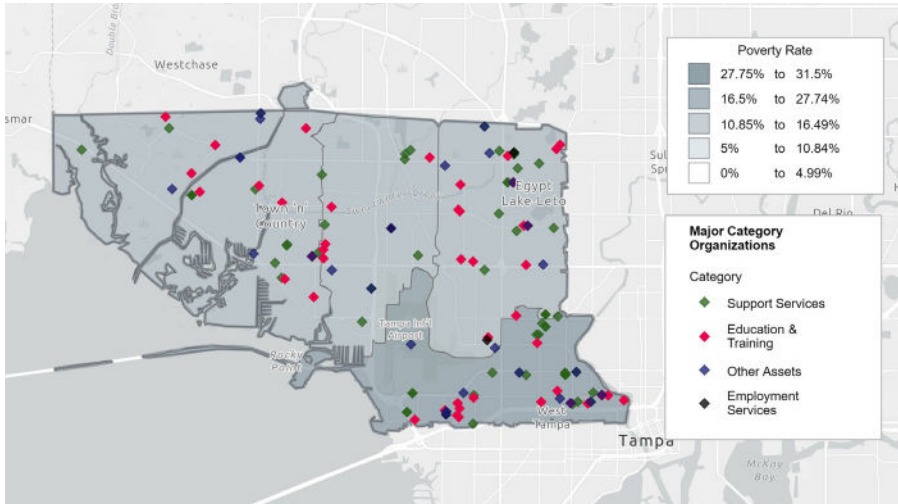 Double Bra
Westchase
smar
Town 'n'
Country
Egypt
Lake-Leto
Tampa Int'l
Airport
Rocky
Point
West
Tampa
Tampa
McKay
Bay
Del Rio
Poverty Rate
27.75% to 31.5%
16.5% to 27.74%
10.85% to 16.49%
5% to 10.84%
0% to 4.99%
Major Category
Organizations
Category
Support Services
Education &
Training
Other Assets
Employment
Services